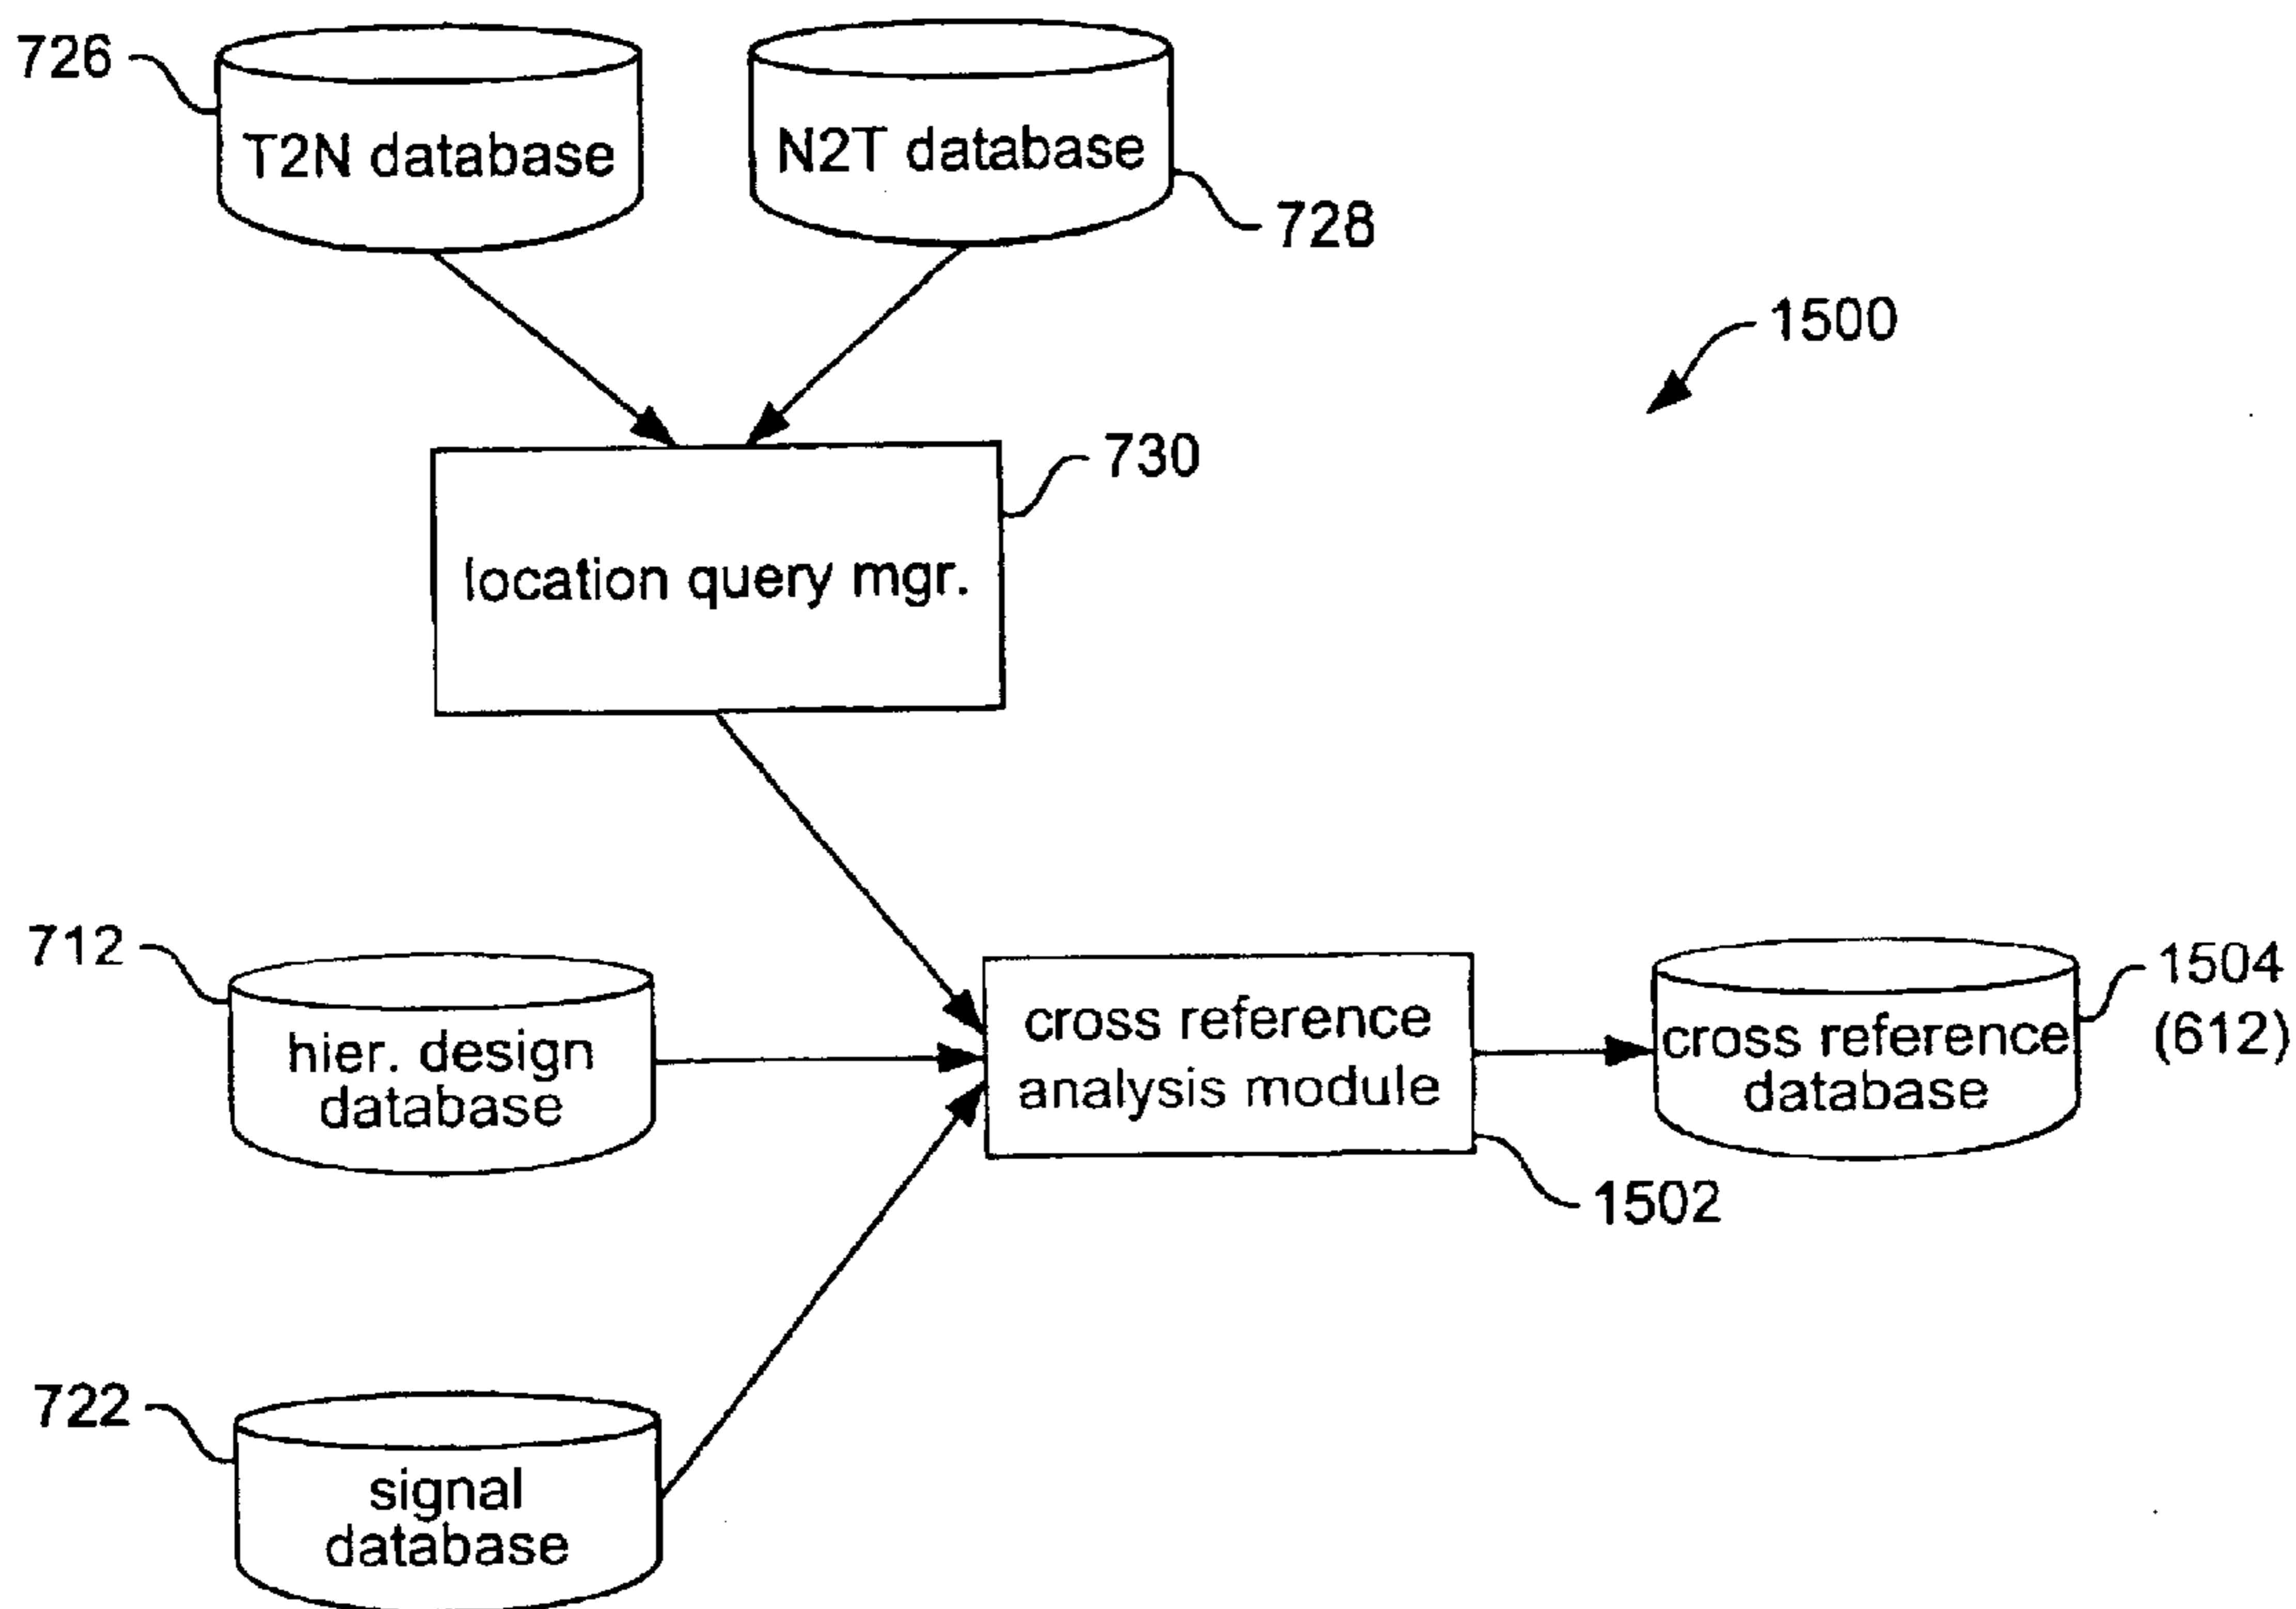 726
T2N database
N2T database
728
1500
730
location query mgr.
712
hier. design
database
cross reference
analysis module
1502
cross reference
database
1504
(612)
722
signal
database